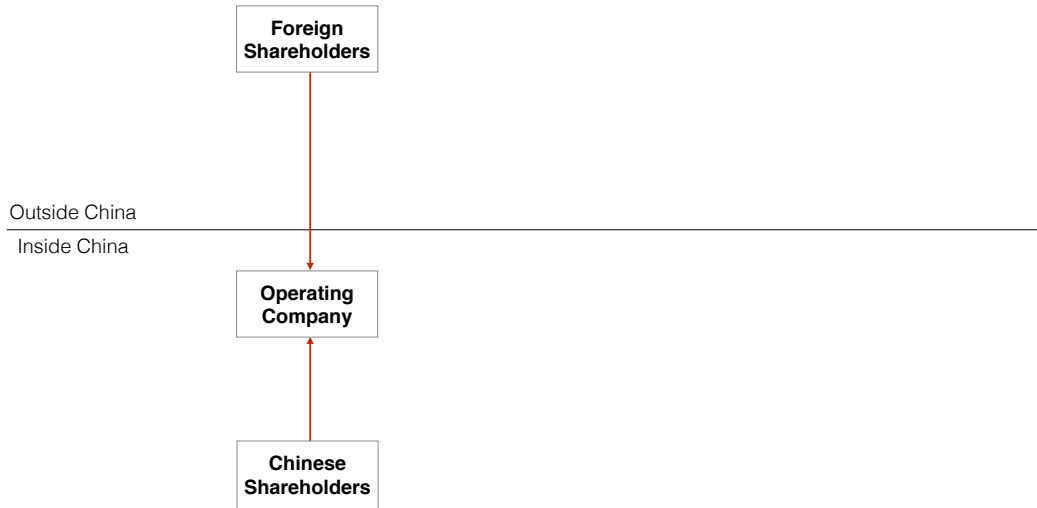 Foreign
Shareholders
Outside China
Inside China
Operating
Company
Chinese
Shareholders